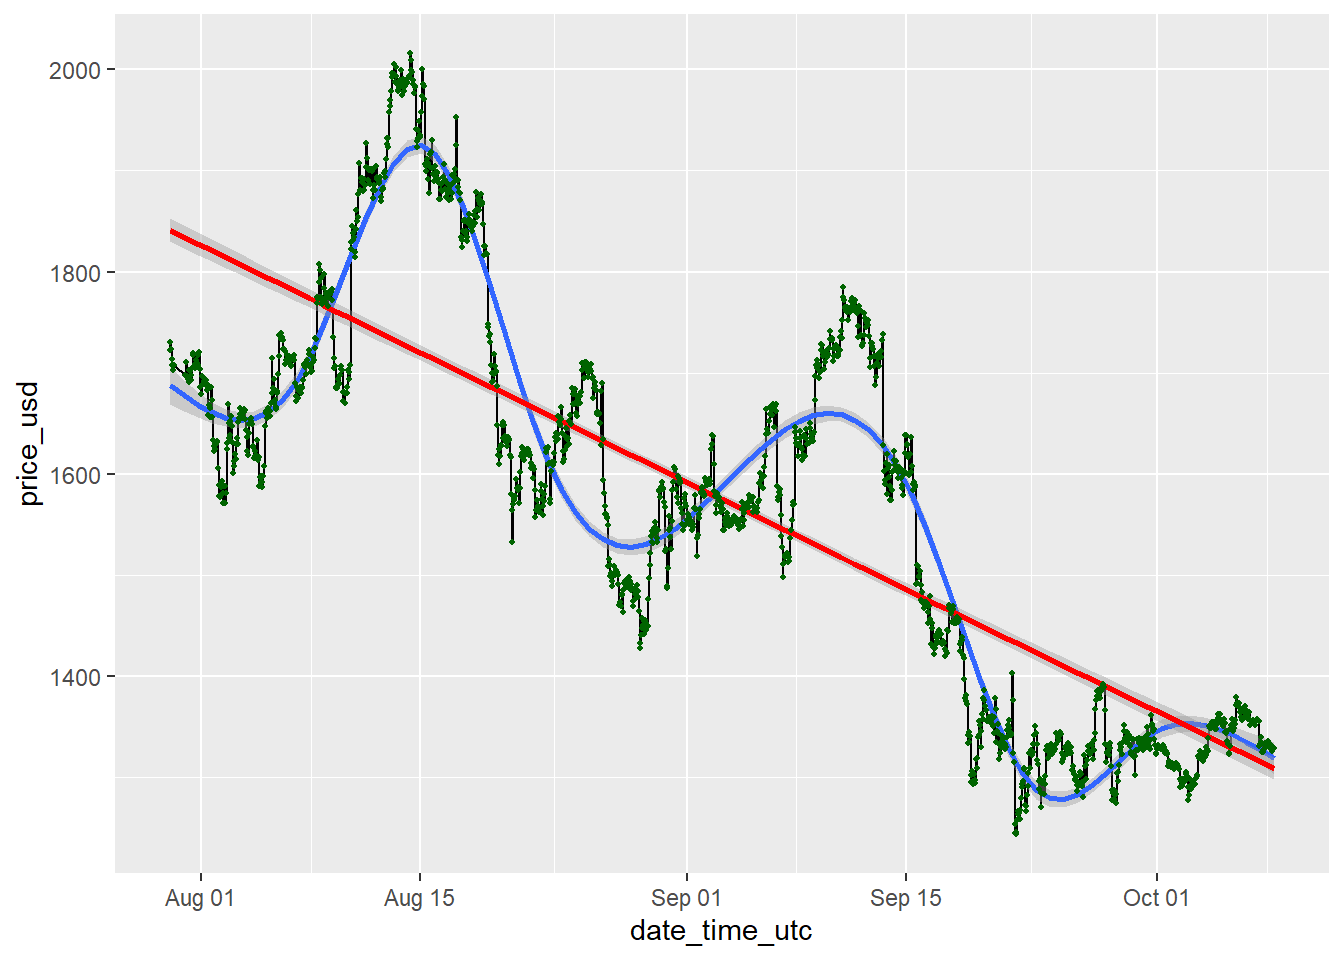 2000
1800
1600
1400
price_usd
Aug 01
Aug 15
Sep 01
Sep 15
Oct 01
date_time_utc